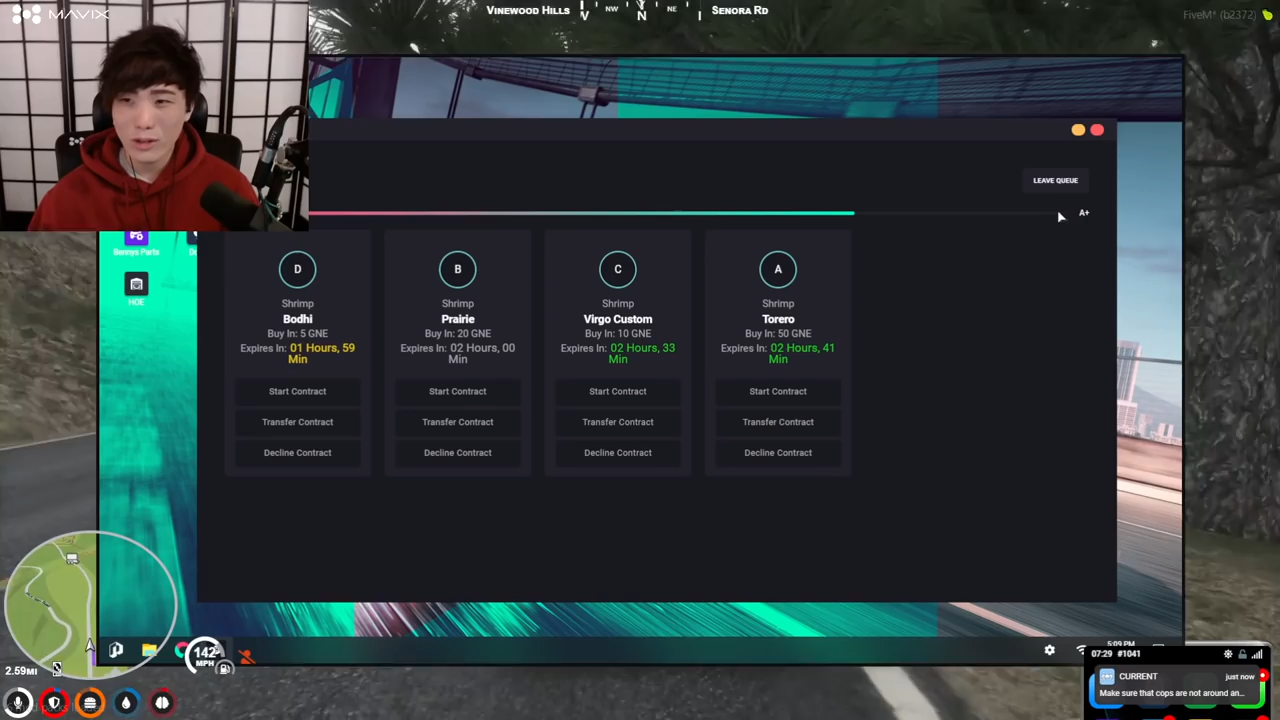 MAVIX
VINEWOOD HILLS
NW
N
NE
SENORA RD
FiveM* (b2372)
LEAVE QUEUE
A+
Bennys Parts
HOE
D
Shrimp
Bodhi
Buy In: 5 GNE
Expires In: 01 Hours, 59
Min
Start Contract
Transfer Contract
Decline Contract
B
Shrimp
Prairie
Buy In: 20 GNE
Expires In: 02 Hours, 00
Min
Start Contract
Transfer Contract
Decline Contract
C
Shrimp
Virgo Custom
Buy In: 10 GNE
Expires In: 02 Hours, 33
Min
Start Contract
Transfer Contract
Decline Contract
A
Shrimp
Torero
Buy In: 50 GNE
Expires In: 02 Hours, 41
Min
Start Contract
Transfer Contract
Decline Contract
2.59MI
142
MPH
5:09 PM
07:29 #1041
CURRENT
just now
Make sure that cops are not around an...